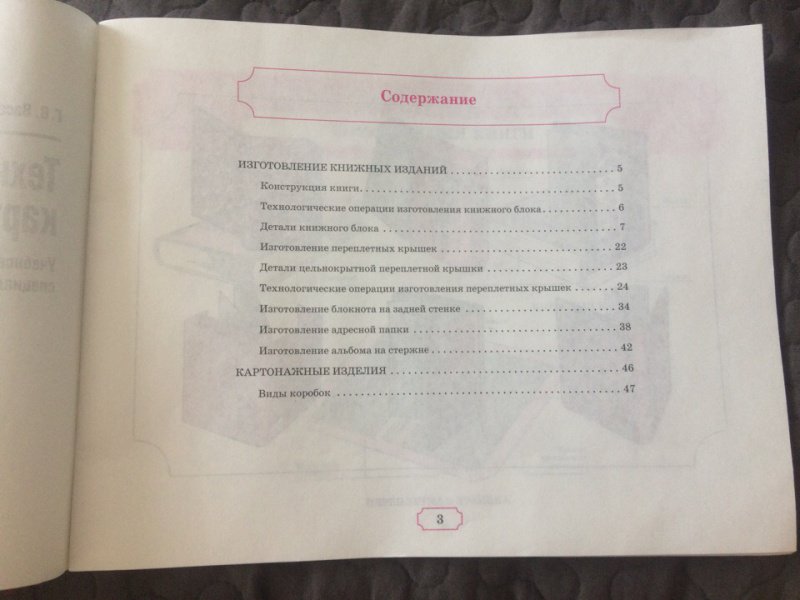 Содержание
ИЗГОТОВЛЕНИЕ КНИЖНЫХ ИЗДАНИЙ . . . . . . . . . . . . . . . . . . . . . . . . . . . 5
Конструкция книги. . . . . . . . . . . . . . . . . . . . . . . . . . . . . . . . . . . . . . . . 5
Технологические операции изготовления книжного блока . . . . . . . . . . . . 6
Детали книжного блока . . . . . . . . . . . . . . . . . . . . . . . . . . . . . . . . . . . . . 7
Изготовление переплетных крышек . . . . . . . . . . . . . . . . . . . . . . . . . . . 22
Детали цельнокрытной переплетной крышки . . . . . . . . . . . . . . . . . . . . 23
Технологические операции изготовления переплетных крышек . . . . . . . 24
Изготовление блокнота на задней стенке . . . . . . . . . . . . . . . . . . . . . . . 34
Изготовление адресной папки . . . . . . . . . . . . . . . . . . . . . . . . . . . . . . . . 38
Изготовление альбома на стержне . . . . . . . . . . . . . . . . . . . . . . . . . . . . . 42
КАРТОНАЖНЫЕ ИЗДЕЛИЯ . . . . . . . . . . . . . . . . . . . . . . . . . . . . . . . . . . . 46
Виды коробок . . . . . . . . . . . . . . . . . . . . . . . . . . . . . . . . . . . . . . . . . . . 47
3